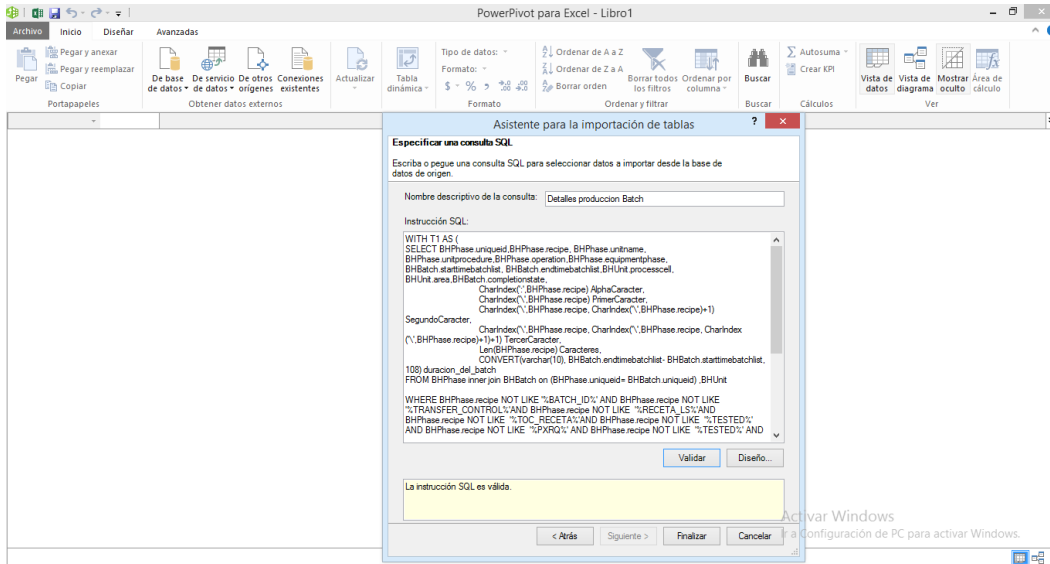 PowerPivot para Excel - Libro1
Archivo Inicio Diseñar Avanzadas
Pegar
Pegar y anexar
Pegar y reemplazar
Copiar
Portapapeles
De base de datos
De servicio de datos
De otros orígenes
Conexiones existentes
Obtener datos externos
Actualizar
Tabla dinámica
Tipo de datos:
Formato:
$ % 9 .0 .00 .00 .0
Formato
Ordenar de A a Z
Ordenar de Z a A
Borrar orden
Borrar todos los filtros
Ordenar por columna
Ordenar y filtrar
Buscar
Buscar
Autosuma
Crear KPI
Cálculos
Vista de datos
Vista de diagrama
Mostrar oculto
Área de cálculo
Ver
Asistente para la importación de tablas ? ×
Especificar una consulta SQL
Escriba o pegue una consulta SQL para seleccionar datos a importar desde la base de
datos de origen.
Nombre descriptivo de la consulta: Detalles produccion Batch
Instrucción SQL:
WITH T1 AS (
SELECT BHPhase.uniqueid,BHPhase.recipe, BHPhase.unitname,
BHPhase.unitprocedure,BHPhase.operation,BHPhase.equipmentphase,
BHBatch.starttimebatchlist, BHBatch.endtimebatchlist,BHUnit.processcell,
BHUnit.area,BHBatch.completionstate,
CharIndex(':',BHPhase.recipe) AlphaCaracter,
CharIndex('\',BHPhase.recipe) PrimerCaracter,
CharIndex('\',BHPhase.recipe, CharIndex('\',BHPhase.recipe)+1)
SegundoCaracter,
CharIndex('\',BHPhase.recipe, CharIndex('\',BHPhase.recipe, CharIndex
('\',BHPhase.recipe)+1)+1) TercerCaracter,
Len(BHPhase.recipe) Caracteres,
CONVERT(varchar(10), BHBatch.endtimebatchlist- BHBatch.starttimebatchlist,
108) duracion_del_batch
FROM BHPhase inner join BHBatch on (BHPhase.uniqueid= BHBatch.uniqueid) ,BHUnit
WHERE BHPhase.recipe NOT LIKE '%BATCH_ID%' AND BHPhase.recipe NOT LIKE
'%TRANSFER_CONTROL%'AND BHPhase.recipe NOT LIKE '%RECETA_LS%'AND
BHPhase.recipe NOT LIKE '%TOC_RECETA%'AND BHPhase.recipe NOT LIKE '%TESTED%'
AND BHPhase.recipe NOT LIKE '%PXRQ%' AND BHPhase.recipe NOT LIKE '%TESTED%' AND
Validar Diseño...
La instrucción SQL es válida.
< Atrás Siguiente > Finalizar Cancelar
Activar Windows
Ir a Configuración de PC para activar Windows.